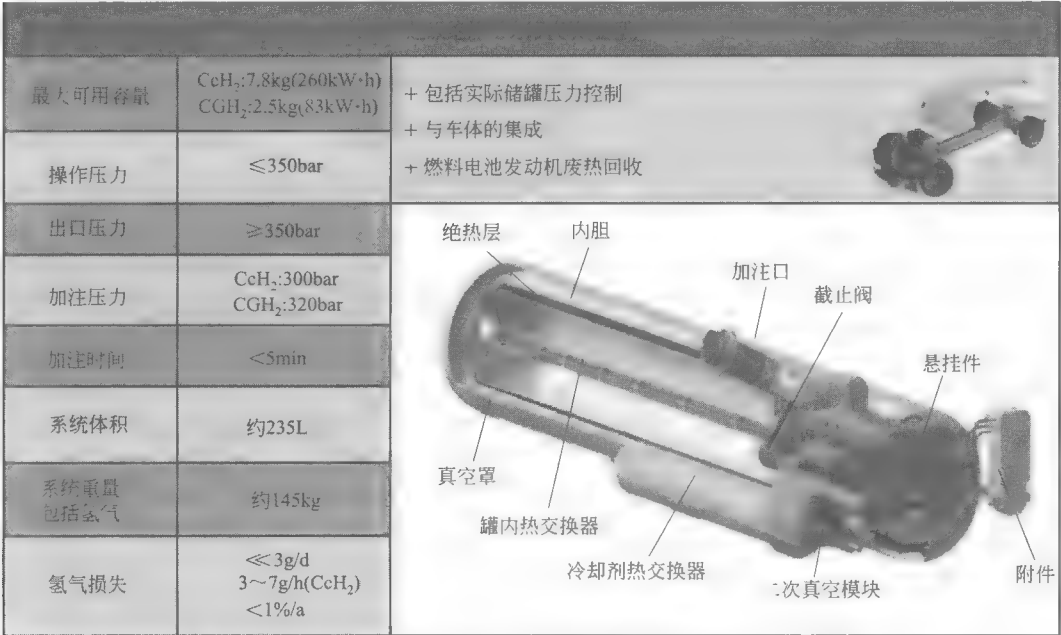 最大可用容量
CcH₂:7.8kg(260kW·h)
CGH₂:2.5kg(83kW·h)
+ 包括实际储罐压力控制
+ 与车体的集成
+ 燃料电池发动机废热回收
操作压力
≤350bar
出口压力
≥350bar
加注压力
CcH₂:300bar
CGH₂:320bar
加注时间
<5min
系统体积
约235L
系统重量
包括氢气
约145kg
氢气损失
≪3g/d
3～7g/h(CcH₂)
<1%/a
绝热层
内胆
加注口
截止阀
悬挂件
真空罩
罐内热交换器
冷却剂热交换器
二次真空模块
附件